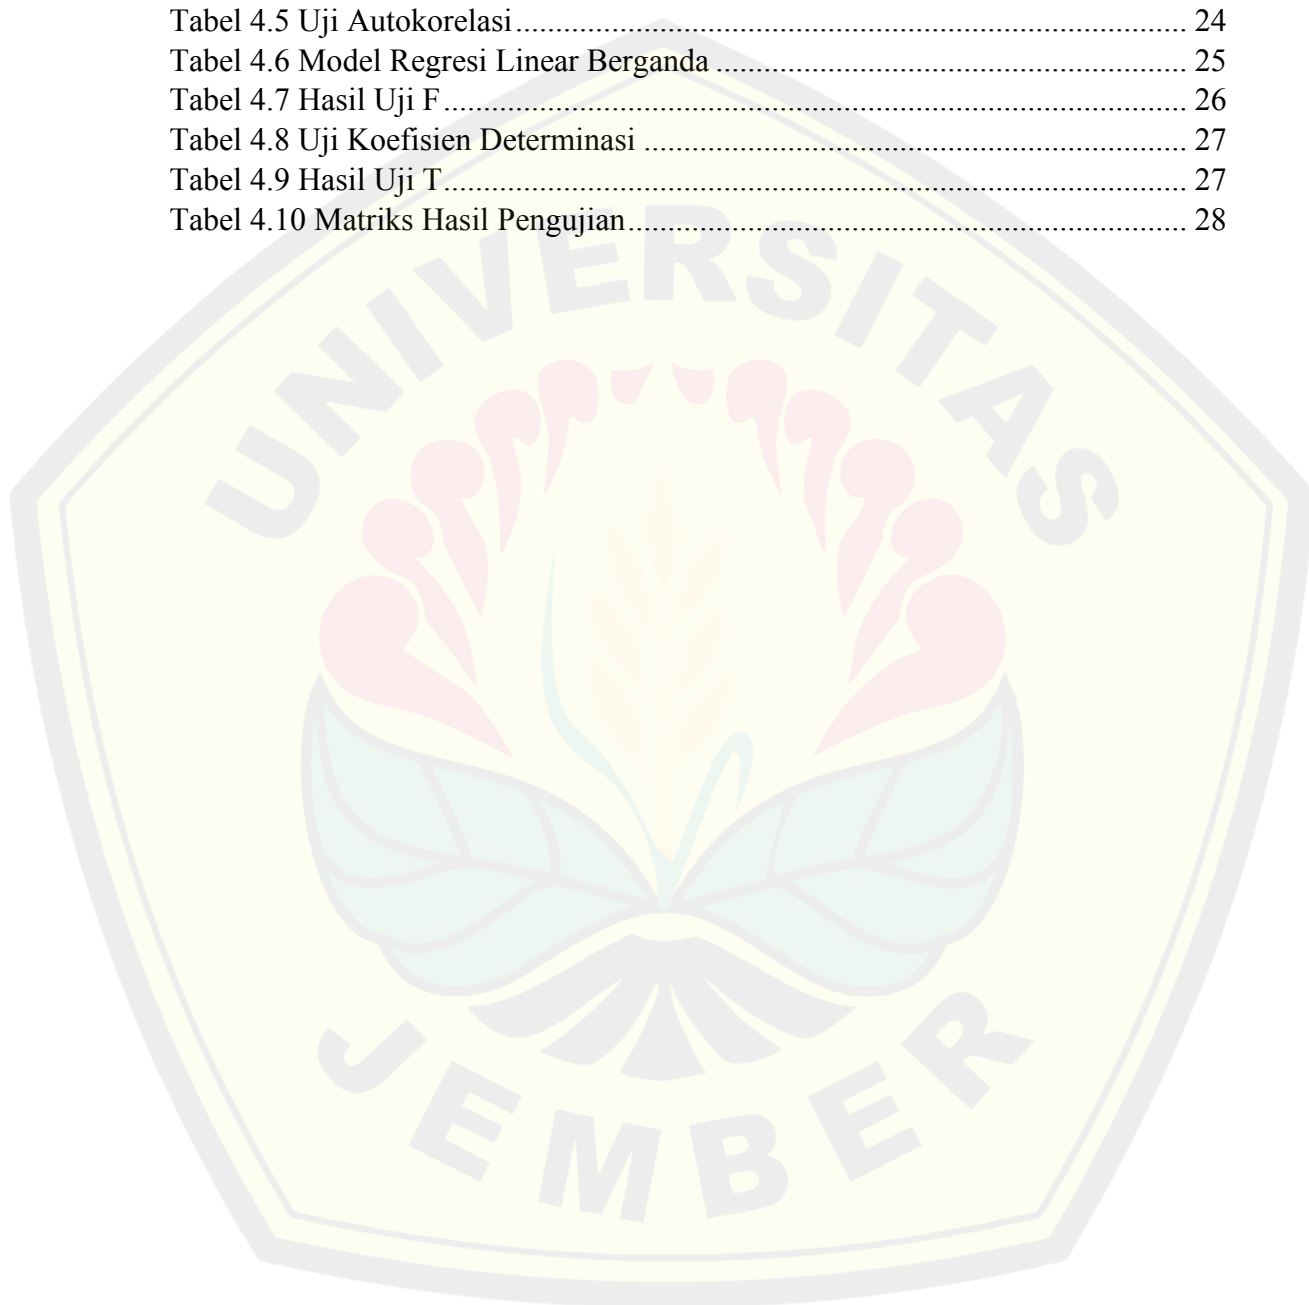 Tabel 4.5 Uji Autokorelasi.................................................................................... 24
Tabel 4.6 Model Regresi Linear Berganda ........................................................... 25
Tabel 4.7 Hasil Uji F............................................................................................. 26
Tabel 4.8 Uji Koefisien Determinasi .................................................................... 27
Tabel 4.9 Hasil Uji T............................................................................................. 27
Tabel 4.10 Matriks Hasil Pengujian...................................................................... 28
UNIVERSITAS
JEMBER